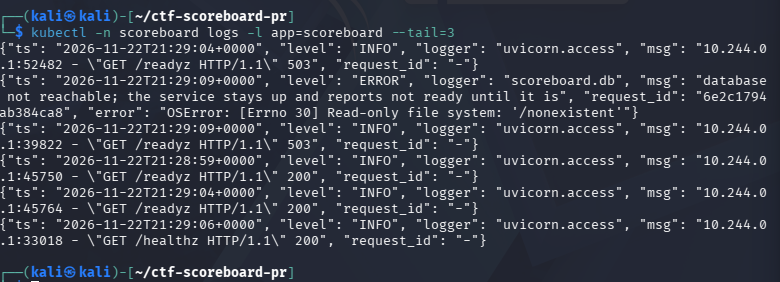 ┌──(kali㉿kali)-[~/ctf-scoreboard-pr]
└─$ kubectl -n scoreboard logs -l app=scoreboard --tail=3
{"ts": "2026-11-22T21:29:04+0000", "level": "INFO", "logger": "uvicorn.access", "msg": "10.244.0
.1:52482 - \"GET /readyz HTTP/1.1\" 503", "request_id": "-"}
{"ts": "2026-11-22T21:29:09+0000", "level": "ERROR", "logger": "scoreboard.db", "msg": "database
 not reachable; the service stays up and reports not ready until it is", "request_id": "6e2c1794
ab384ca8", "error": "OSError: [Errno 30] Read-only file system: '/nonexistent'"}
{"ts": "2026-11-22T21:29:09+0000", "level": "INFO", "logger": "uvicorn.access", "msg": "10.244.0
.1:39822 - \"GET /readyz HTTP/1.1\" 503", "request_id": "-"}
{"ts": "2026-11-22T21:28:59+0000", "level": "INFO", "logger": "uvicorn.access", "msg": "10.244.0
.1:45750 - \"GET /readyz HTTP/1.1\" 200", "request_id": "-"}
{"ts": "2026-11-22T21:29:04+0000", "level": "INFO", "logger": "uvicorn.access", "msg": "10.244.0
.1:45764 - \"GET /readyz HTTP/1.1\" 200", "request_id": "-"}
{"ts": "2026-11-22T21:29:06+0000", "level": "INFO", "logger": "uvicorn.access", "msg": "10.244.0
.1:33018 - \"GET /healthz HTTP/1.1\" 200", "request_id": "-"}
┌──(kali㉿kali)-[~/ctf-scoreboard-pr]